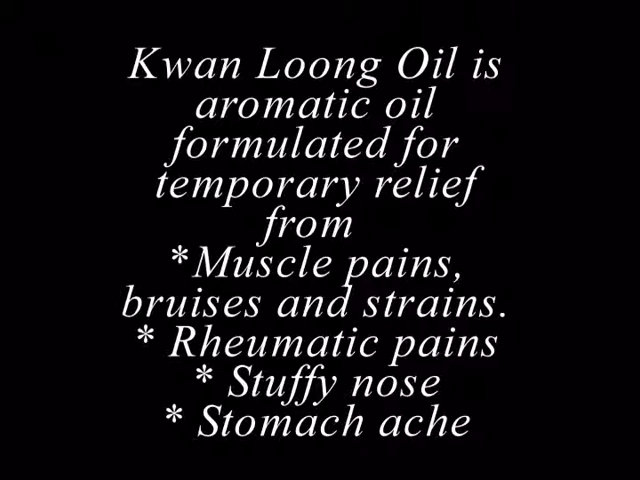 Kwan Loong Oil is
aromatic oil
formulated for
temporary relief
from
*Muscle pains,
bruises and strains.
* Rheumatic pains
* Stuffy nose
* Stomach ache